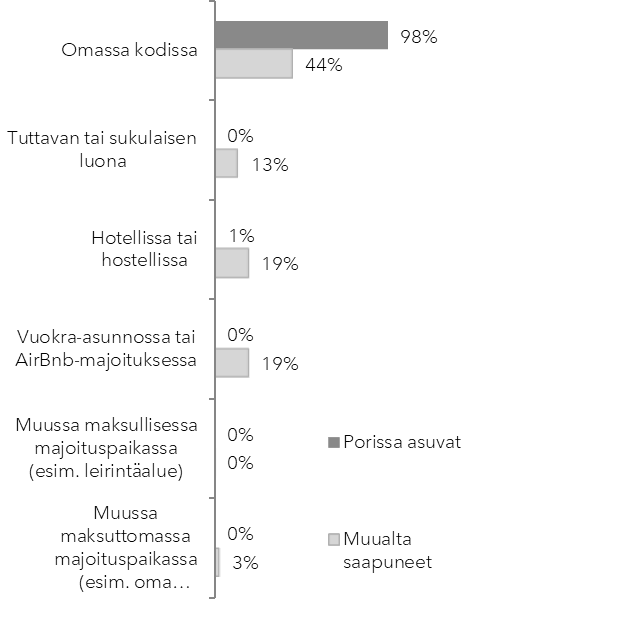 Omassa kodissa
98%
44%
Tuttavan tai sukulaisen
luona
0%
13%
Hotellissa tai
hostellissa
1%
19%
Vuokra-asunnossa tai
AirBnb-majoituksessa
0%
19%
Muussa maksullisessa
majoituspaikassa
(esim. leirintäalue)
0%
0%
Muussa
maksuttomassa
majoituspaikassa
(esim. oma…
0%
3%
Porissa asuvat
Muualta
saapuneet